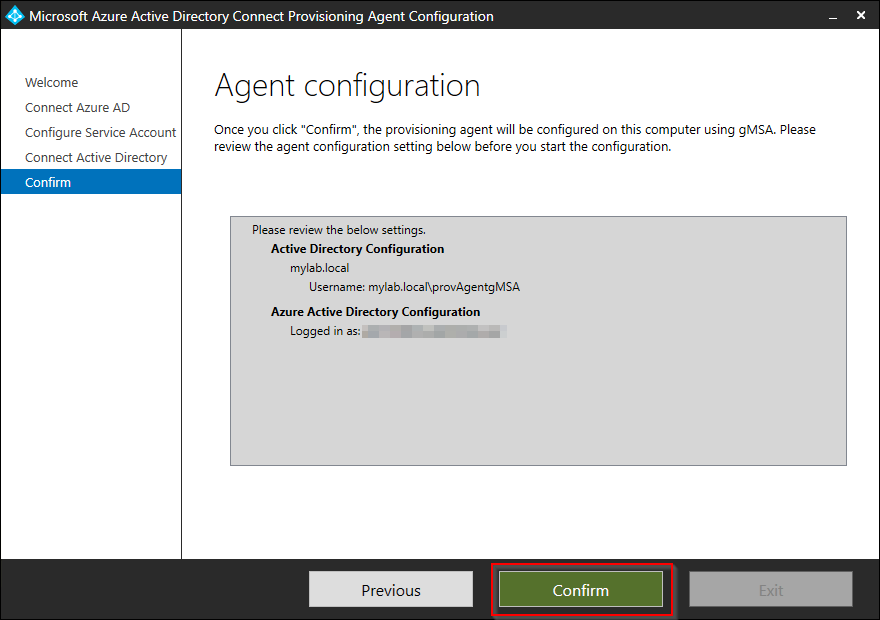 Microsoft Azure Active Directory Connect Provisioning Agent Configuration
Welcome
Connect Azure AD
Configure Service Account
Connect Active Directory
Confirm
Agent configuration
Once you click "Confirm", the provisioning agent will be configured on this computer using gMSA. Please
review the agent configuration setting below before you start the configuration.
Please review the below settings.
Active Directory Configuration
mylab.local
Username: mylab.local\provAgentgMSA
Azure Active Directory Configuration
Logged in as:
Previous
Confirm
Exit